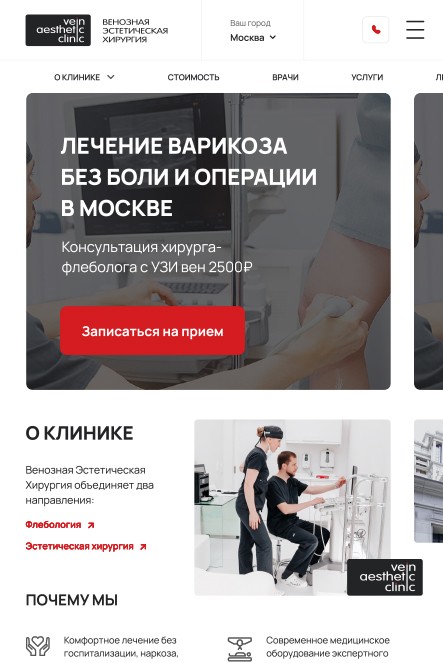 vein
aesthetic
clinic
ВЕНОЗНАЯ
ЭСТЕТИЧЕСКАЯ
ХИРУРГИЯ
Ваш город
Москва
О КЛИНИКЕ
СТОИМОСТЬ
ВРАЧИ
УСЛУГИ
ЛЕЧЕНИЕ ВАРИКОЗА
БЕЗ БОЛИ И ОПЕРАЦИИ
В МОСКВЕ
Консультация хирурга-
флеболога с УЗИ вен 2500₽
Записаться на прием
О КЛИНИКЕ
Венозная Эстетическая
Хирургия объединяет два
направления:
Флебология
Эстетическая хирургия
vein
aesthetic
clinic
ПОЧЕМУ МЫ
Комфортное лечение без
госпитализации, наркоза,
Современное медицинское
оборудование экспертного